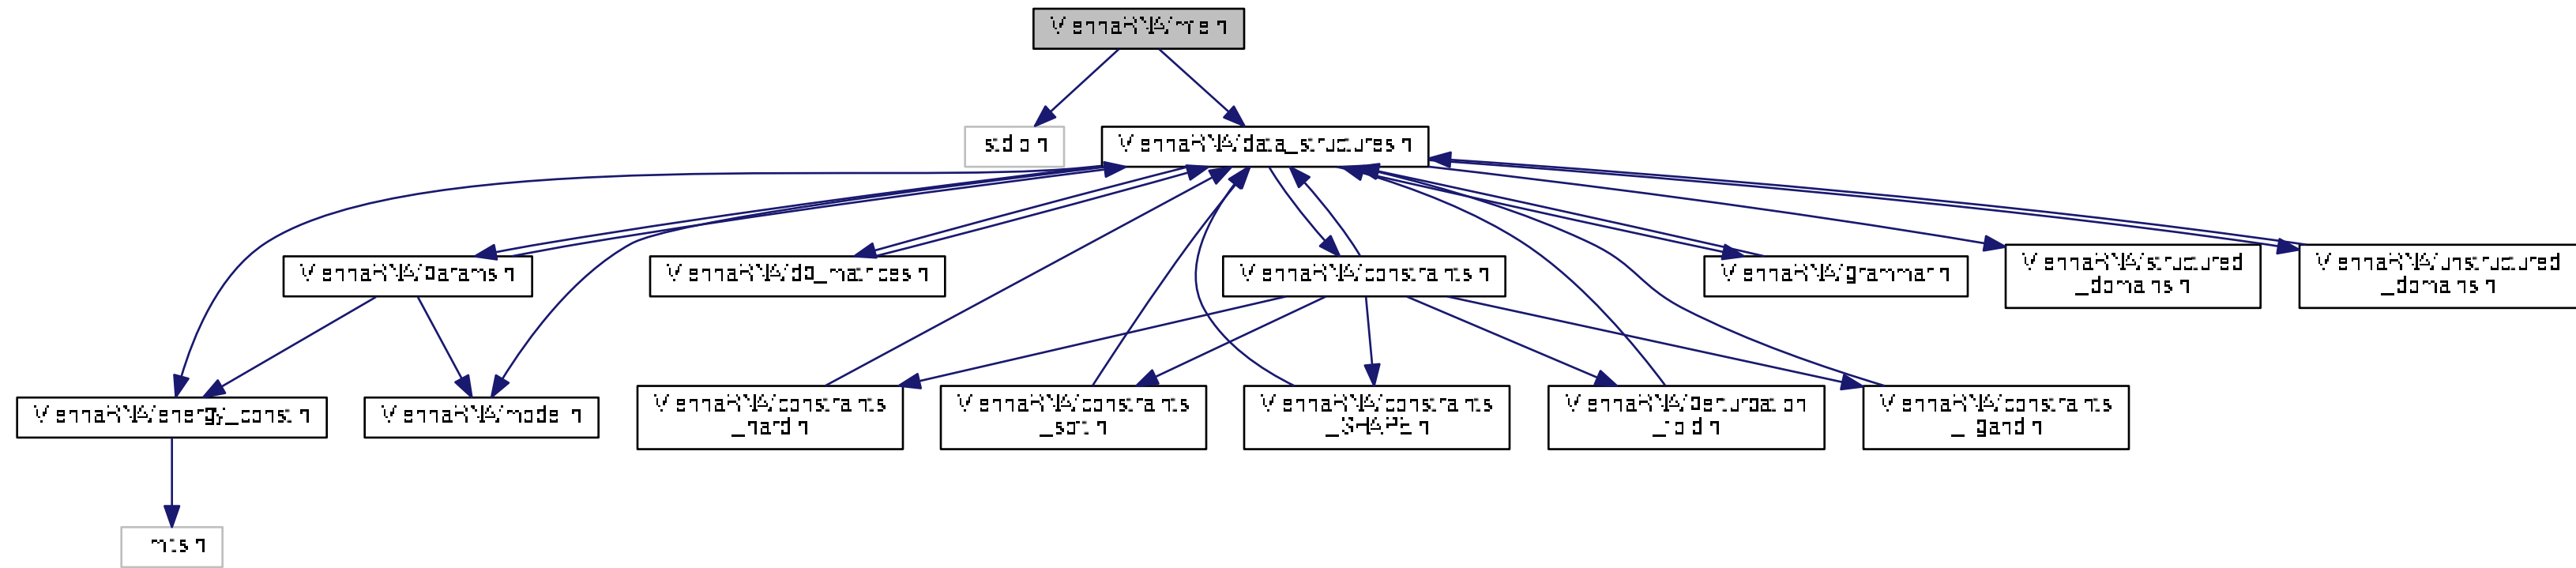 ViennaRNA/mfe.h
stdio.h
ViennaRNA/data_structures.h
ViennaRNA/params.h
ViennaRNA/dp_matrices.h
ViennaRNA/constraints.h
ViennaRNA/grammar.h
ViennaRNA/structured
_domains.h
ViennaRNA/unstructured
_domains.h
ViennaRNA/energy_const.h
ViennaRNA/model.h
ViennaRNA/constraints
_hard.h
ViennaRNA/constraints
_soft.h
ViennaRNA/constraints
_SHAPE.h
ViennaRNA/perturbation
_fold.h
ViennaRNA/constraints
_ligand.h
limits.h